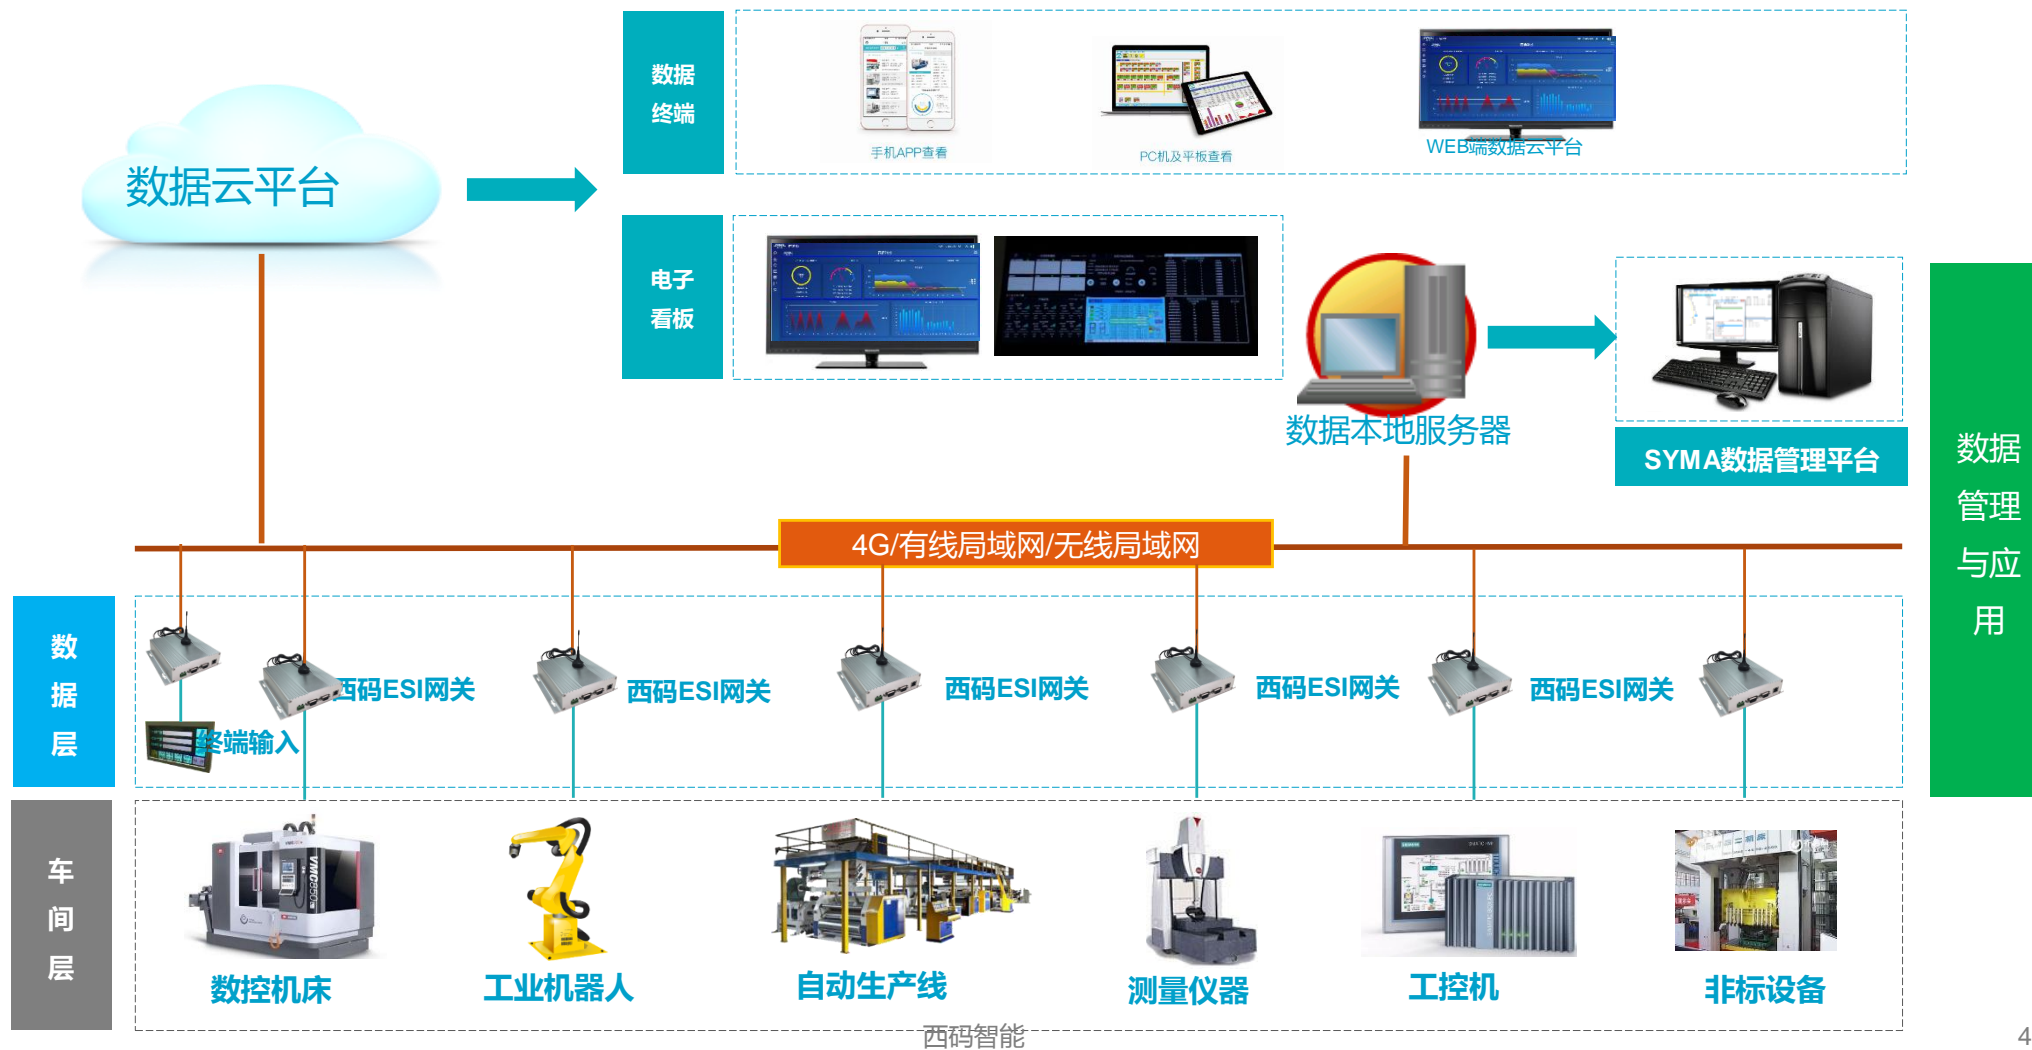 数据
终端
手机APP查看
PC机及平板查看
WEB端数据云平台
数据云平台
电子
看板
数据本地服务器
SYMA数据管理平台
数据
管理
与应
用
4G/有线局域网/无线局域网
数
据
层
西码ESI网关
西码ESI网关
西码ESI网关
西码ESI网关
西码ESI网关
终端输入
车
间
层
VMC850
SIEMENS
数控机床
工业机器人
自动生产线
测量仪器
工控机
非标设备
西码智能
4